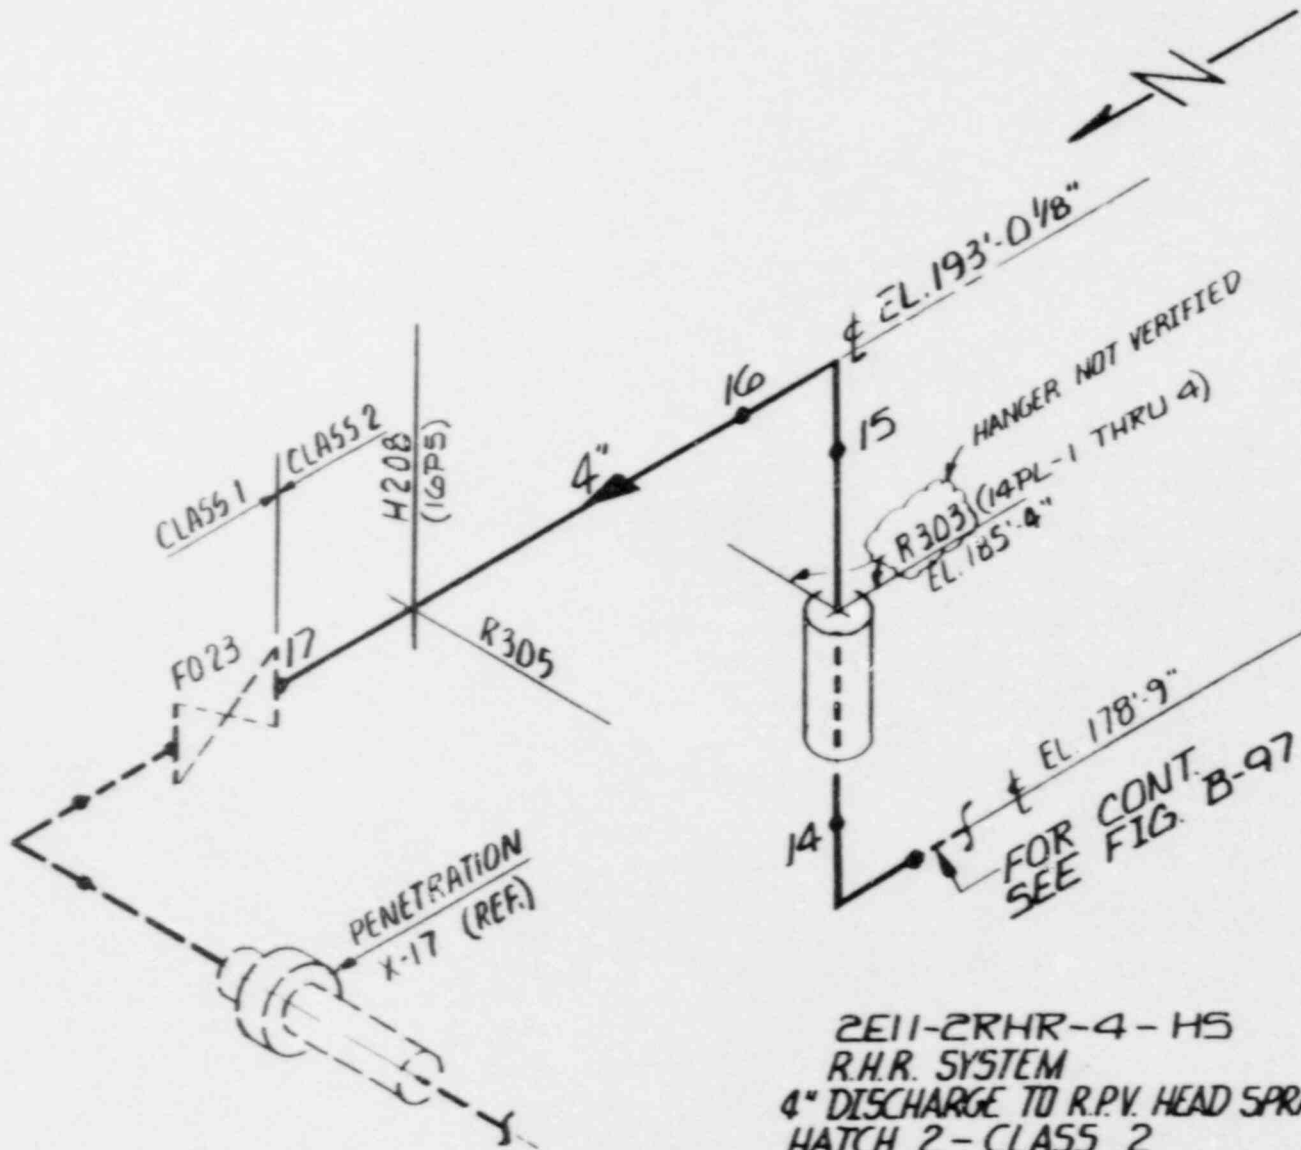 N
₵ EL. 193'-0 1/8"
HANGER NOT VERIFIED
16
15
4"
CLASS 1
CLASS 2
H208
(16PS)
R303 (14PL-1 THRU 4)
EL. 185'-4"
R305
17
F023
₵ EL. 178'-9"
FOR CONT.
SEE FIG. B-97
14
PENETRATION
X-17 (REF.)
2E11-2RHR-4-HS
R.H.R. SYSTEM
4" DISCHARGE TO R.P.V. HEAD SPRA
HATCH 2 - CLASS 2